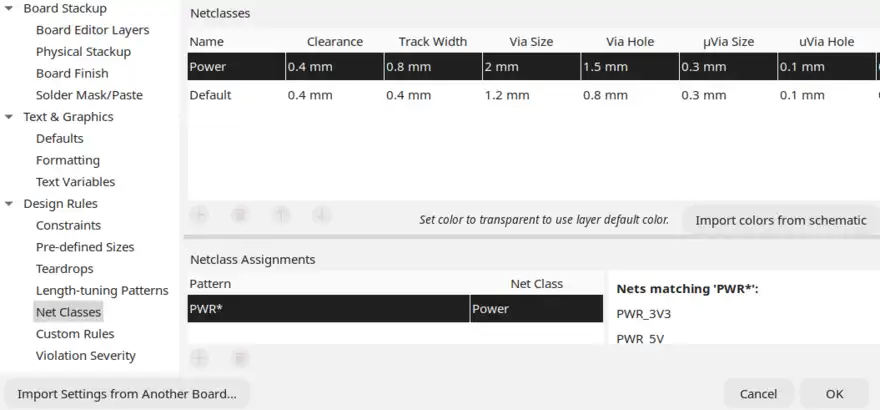 Board Stackup
Board Editor Layers
Physical Stackup
Board Finish
Solder Mask/Paste
Text & Graphics
Defaults
Formatting
Text Variables
Design Rules
Constraints
Pre-defined Sizes
Teardrops
Length-tuning Patterns
Net Classes
Custom Rules
Violation Severity
Netclasses
Name Clearance Track Width Via Size Via Hole µVia Size uVia Hole
Power 0.4 mm 0.8 mm 2 mm 1.5 mm 0.3 mm 0.1 mm
Default 0.4 mm 0.4 mm 1.2 mm 0.8 mm 0.3 mm 0.1 mm
Set color to transparent to use layer default color. Import colors from schematic
Netclass Assignments
Pattern Net Class
PWR* Power
Nets matching 'PWR*':
PWR_3V3
PWR_5V
Import Settings from Another Board... Cancel OK